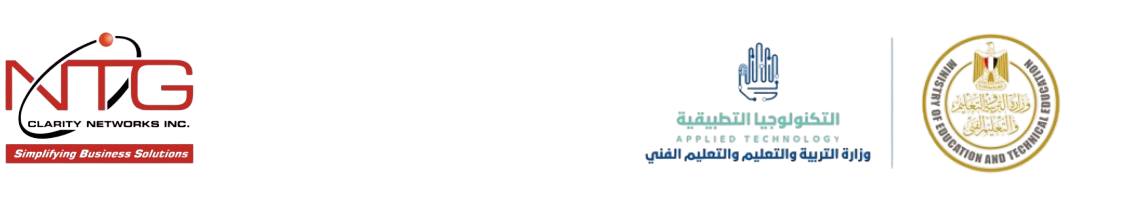 NTG
CLARITY NETWORKS INC.
Simplifying Business Solutions
التكنولوجيا التطبيقية
APPLIED TECHNOLOGY
وزارة التربية والتعليم والتعليم الفني
وزارة التربية والتعليم
والتعليم الفني
MINISTRY OF EDUCATION AND TECHNICAL EDUCATION